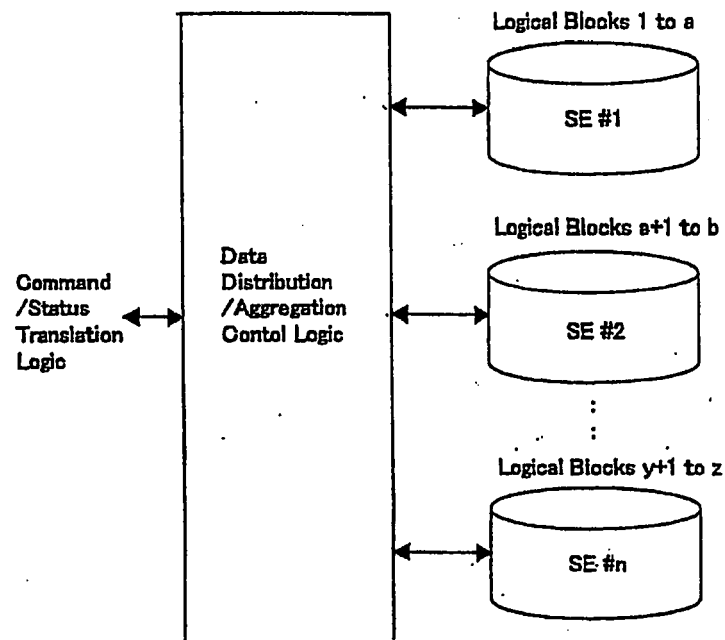 Logical Blocks 1 to a
SE #1
Logical Blocks a+1 to b
SE #2
Logical Blocks y+1 to z
SE #n
Command
/Status
Translation
Logic
Data
Distribution
/Aggregation
Contol Logic